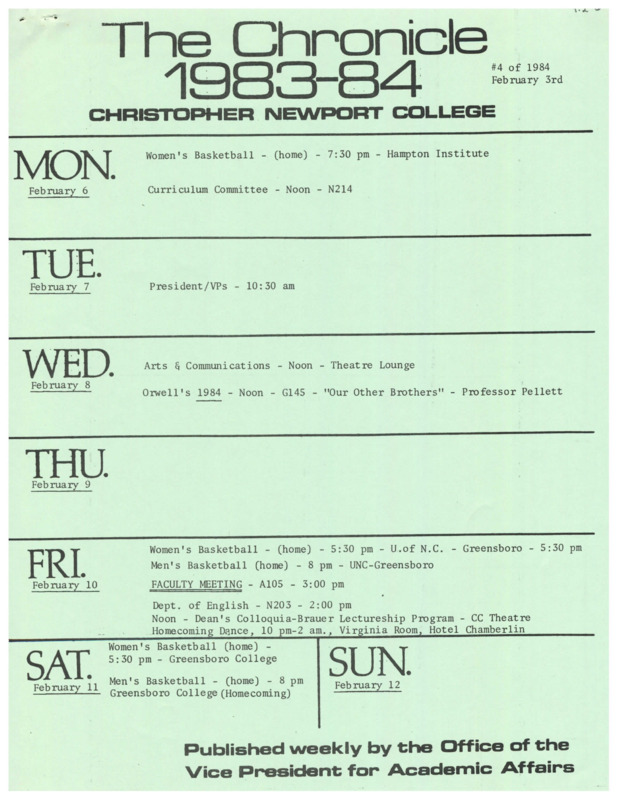 The Chronicle
1983-84
#4 of 1984
February 3rd
CHRISTOPHER NEWPORT COLLEGE
MON.
February 6
Women's Basketball - (home) - 7:30 pm - Hampton Institute
Curriculum Committee - Noon - N214
TUE.
February 7
President/VPs - 10:30 am
WED.
February 8
Arts & Communications - Noon - Theatre Lounge
Orwell's 1984 - Noon - G145 - "Our Other Brothers" - Professor Pellett
THU.
February 9
FRI.
February 10
Women's Basketball - (home) - 5:30 pm - U.of N.C. - Greensboro - 5:30 pm
Men's Basketball (home) - 8 pm - UNC-Greensboro
FACULTY MEETING - A105 - 3:00 pm
Dept. of English - N203 - 2:00 pm
Noon - Dean's Colloquia-Brauer Lectureship Program - CC Theatre
Homecoming Dance, 10 pm-2 am., Virginia Room, Hotel Chamberlin
SAT.
February 11
Women's Basketball (home) -
5:30 pm - Greensboro College
Men's Basketball - (home) - 8 pm
Greensboro College (Homecoming)
SUN.
February 12
Published weekly by the Office of the
Vice President for Academic Affairs